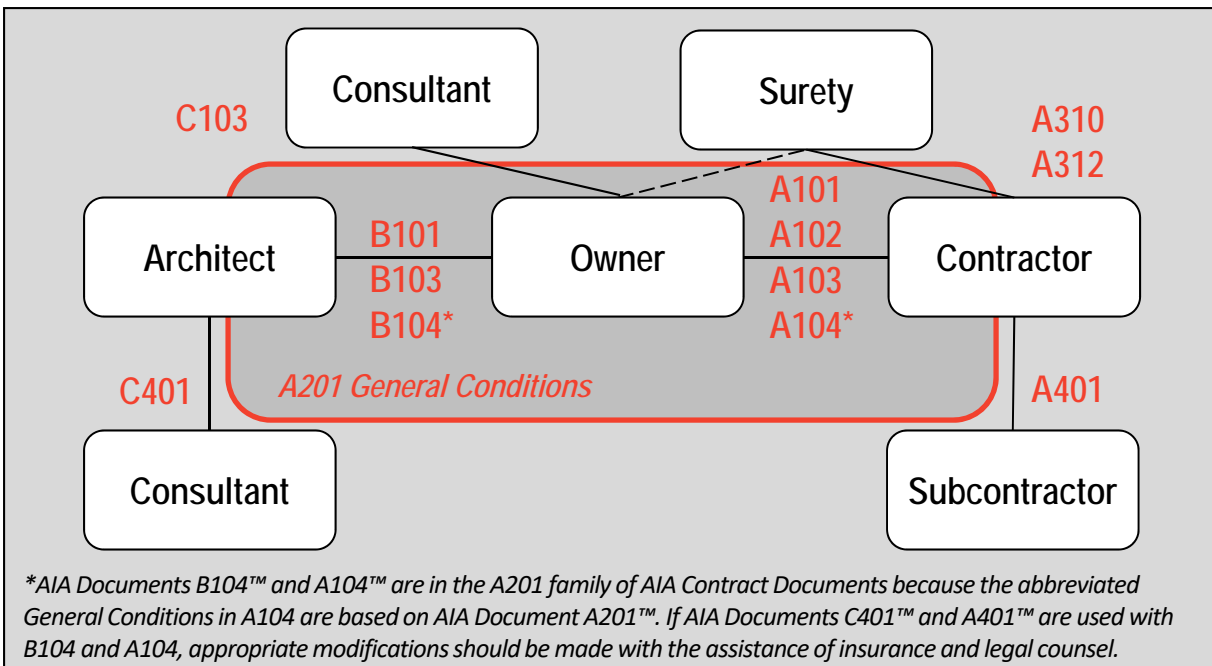 Consultant
Surety
C103
A310
A312
A101
Architect
B101
Owner
A102
Contractor
B103
A103
B104*
A104*
C401
A201 General Conditions
A401
Consultant
Subcontractor
*AIA Documents B104™ and A104™ are in the A201 family of AIA Contract Documents because the abbreviated
General Conditions in A104 are based on AIA Document A201™. If AIA Documents C401™ and A401™ are used with
B104 and A104, appropriate modifications should be made with the assistance of insurance and legal counsel.